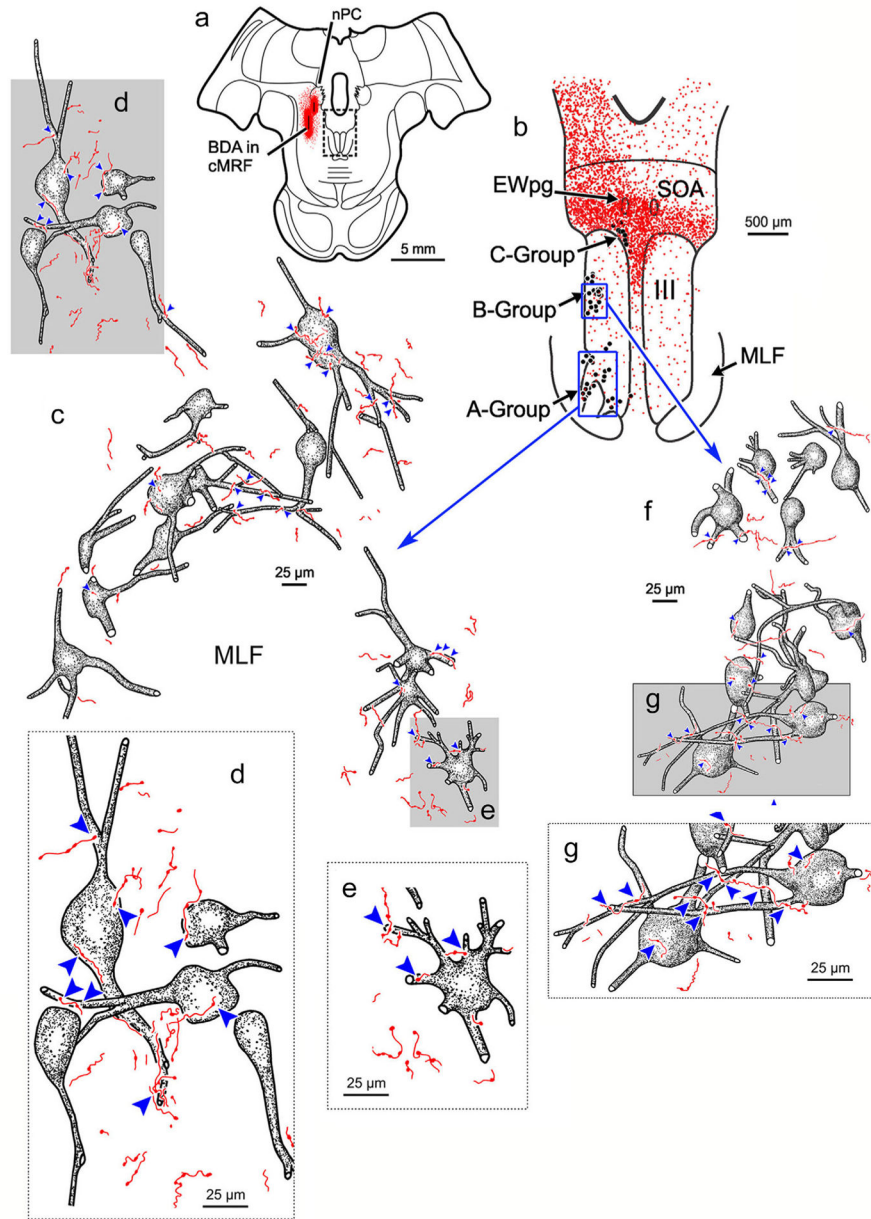 a
nPC
BDA in
cMRF
5 mm
b
EWpg
SOA
500 µm
C-Group
B-Group
III
A-Group
MLF
d
c
25 µm
MLF
f
25 µm
g
e
d
25 µm
e
25 µm
g
25 µm